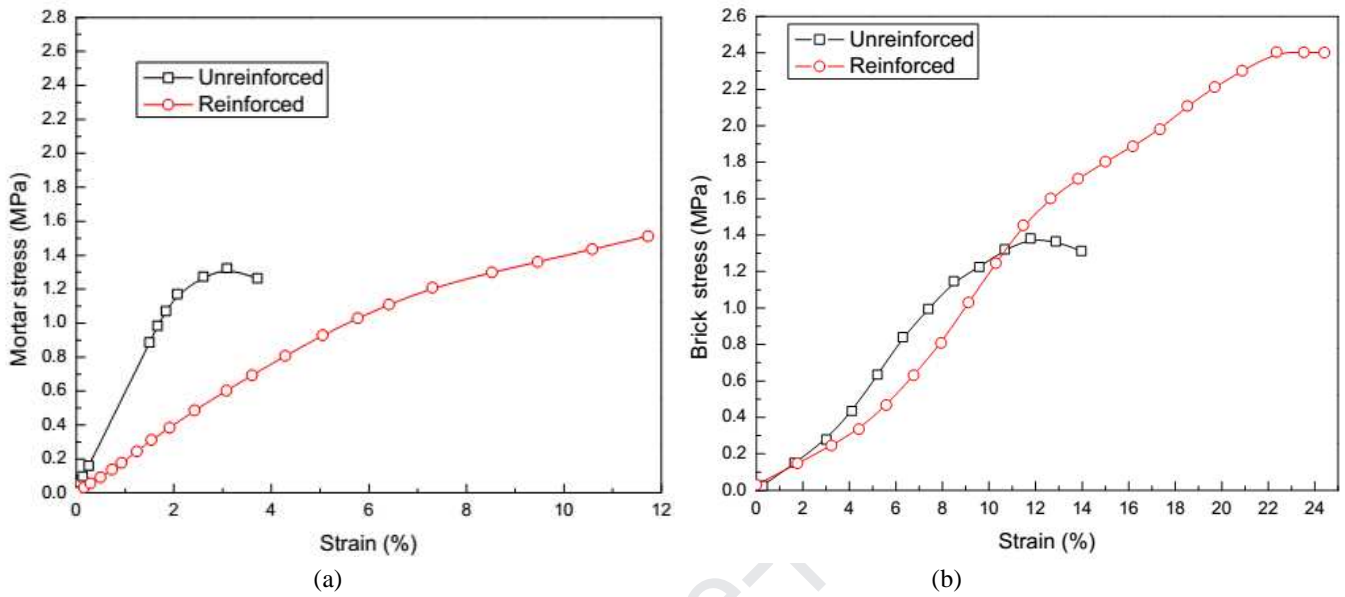 2.8
2.6
2.4
2.2
2.0
1.8
1.6
1.4
1.2
1.0
0.8
0.6
0.4
0.2
0.0
Mortar stress (MPa)
Unreinforced
Reinforced
0 2 4 6 8 10 12
Strain (%)
(a)
2.6
2.4
2.2
2.0
1.8
1.6
1.4
1.2
1.0
0.8
0.6
0.4
0.2
0.0
Brick stress (MPa)
Unreinforced
Reinforced
0 2 4 6 8 10 12 14 16 18 20 22 24
Strain (%)
(b)